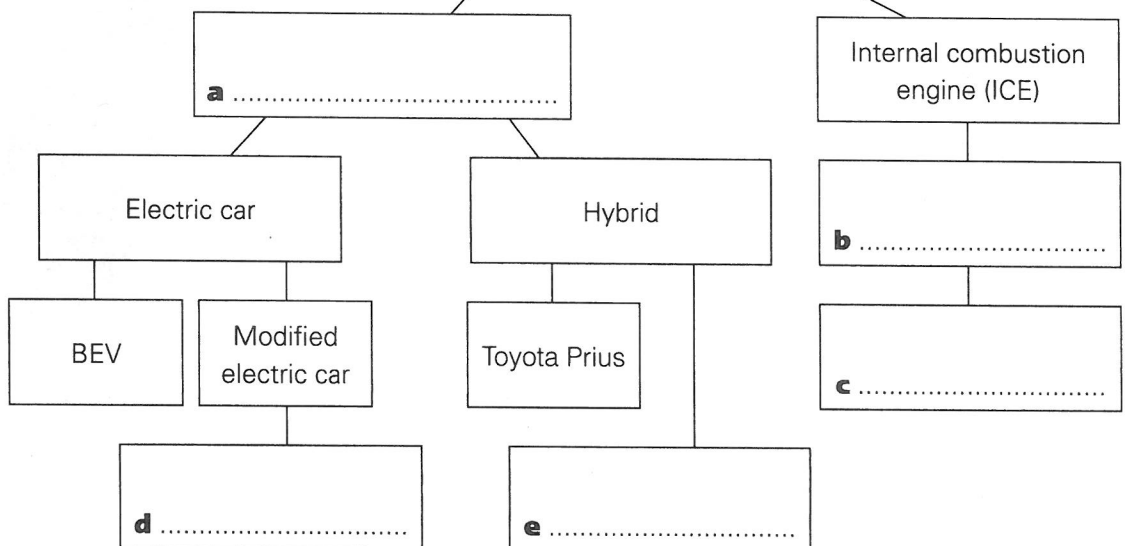 a ................................................
Internal combustion
engine (ICE)
Electric car
Hybrid
b ....................................
BEV
Modified
electric car
Toyota Prius
c ....................................
d ....................................
e ....................................